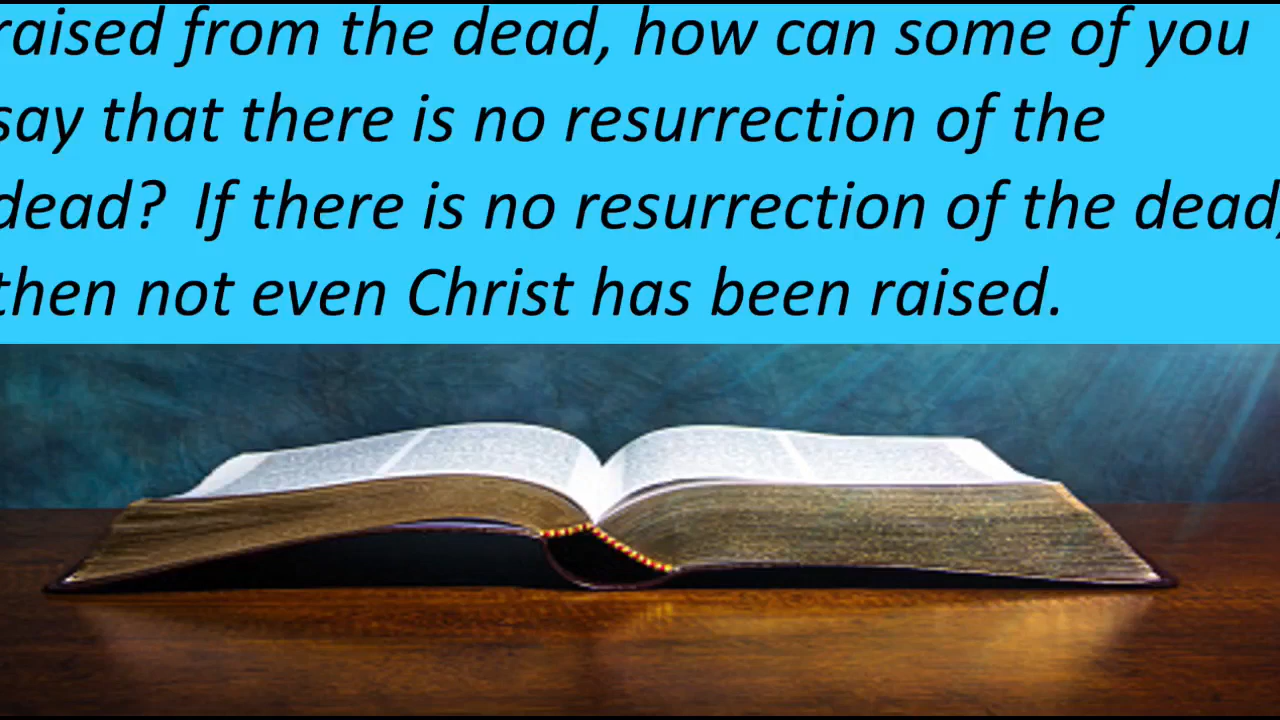 raised from the dead, how can some of you
say that there is no resurrection of the
dead?  If there is no resurrection of the dead,
then not even Christ has been raised.